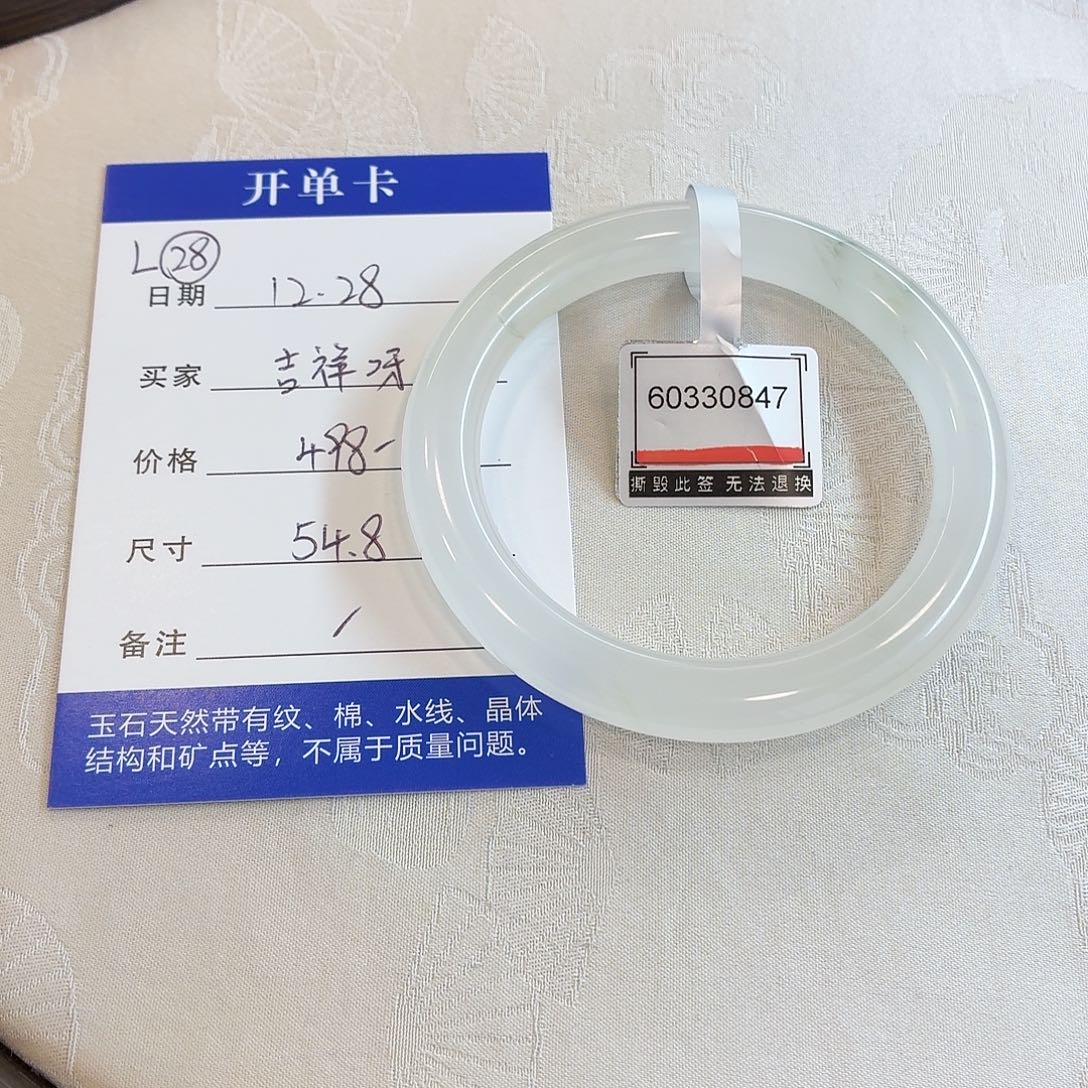 开单卡
L 28
日期 12.28
买家 吉祥牙
价格 498-
尺寸 54.8
备注 /
玉石天然带有纹、棉、水线、晶体
结构和矿点等，不属于质量问题。
60330847
撕毁此签 无法退换